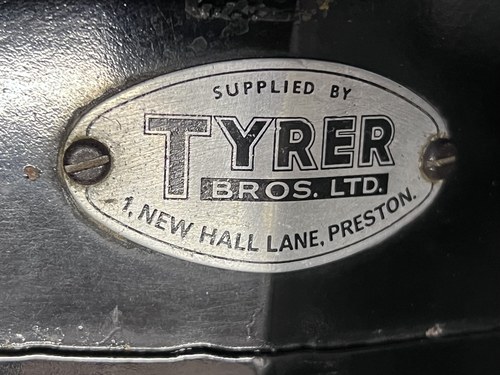 SUPPLIED BY
TYRER
BROS. LTD.
1, NEW HALL LANE, PRESTON.